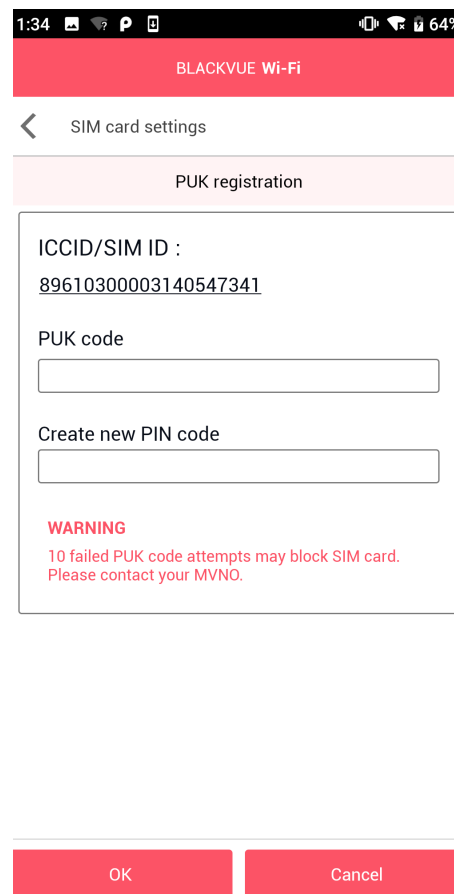 1:34 64%
BLACKVUE Wi-Fi
SIM card settings
PUK registration
ICCID/SIM ID :
89610300003140547341
PUK code
Create new PIN code
WARNING
10 failed PUK code attempts may block SIM card.
Please contact your MVNO.
OK Cancel